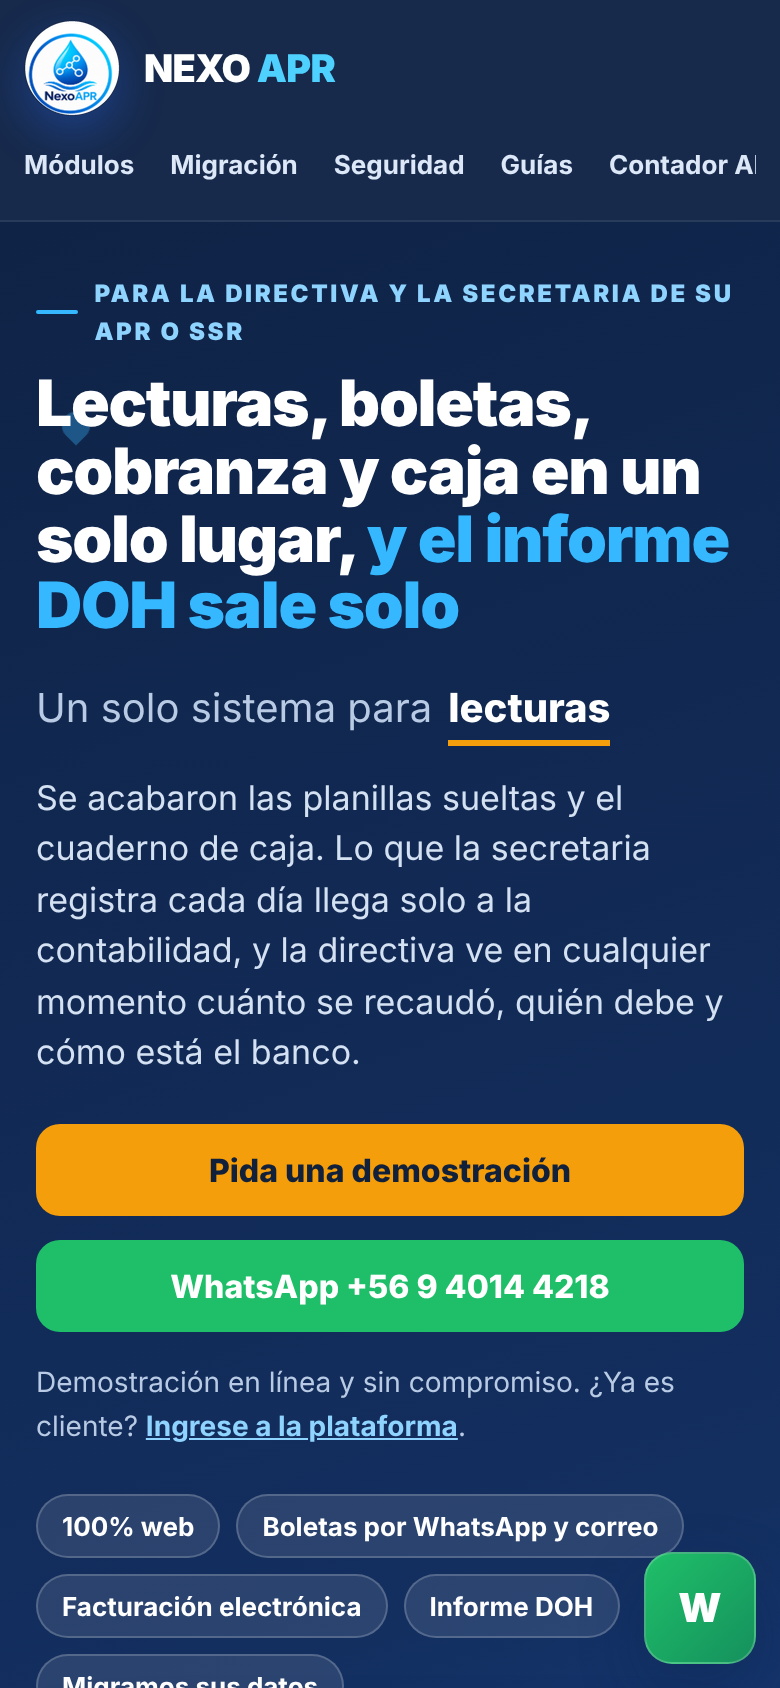 NexoAPR
NEXO APR
Módulos Migración Seguridad Guías Contador
PARA LA DIRECTIVA Y LA SECRETARIA DE SU
APR O SSR
Lecturas, boletas,
cobranza y caja en un
solo lugar, y el informe
DOH sale solo
Un solo sistema para lecturas
Se acabaron las planillas sueltas y el
cuaderno de caja. Lo que la secretaria
registra cada día llega solo a la
contabilidad, y la directiva ve en cualquier
momento cuánto se recaudó, quién debe y
cómo está el banco.
Pida una demostración
WhatsApp +56 9 4014 4218
Demostración en línea y sin compromiso. ¿Ya es
cliente? Ingrese a la plataforma.
100% web Boletas por WhatsApp y correo
Facturación electrónica Informe DOH
W
Migramos sus datos